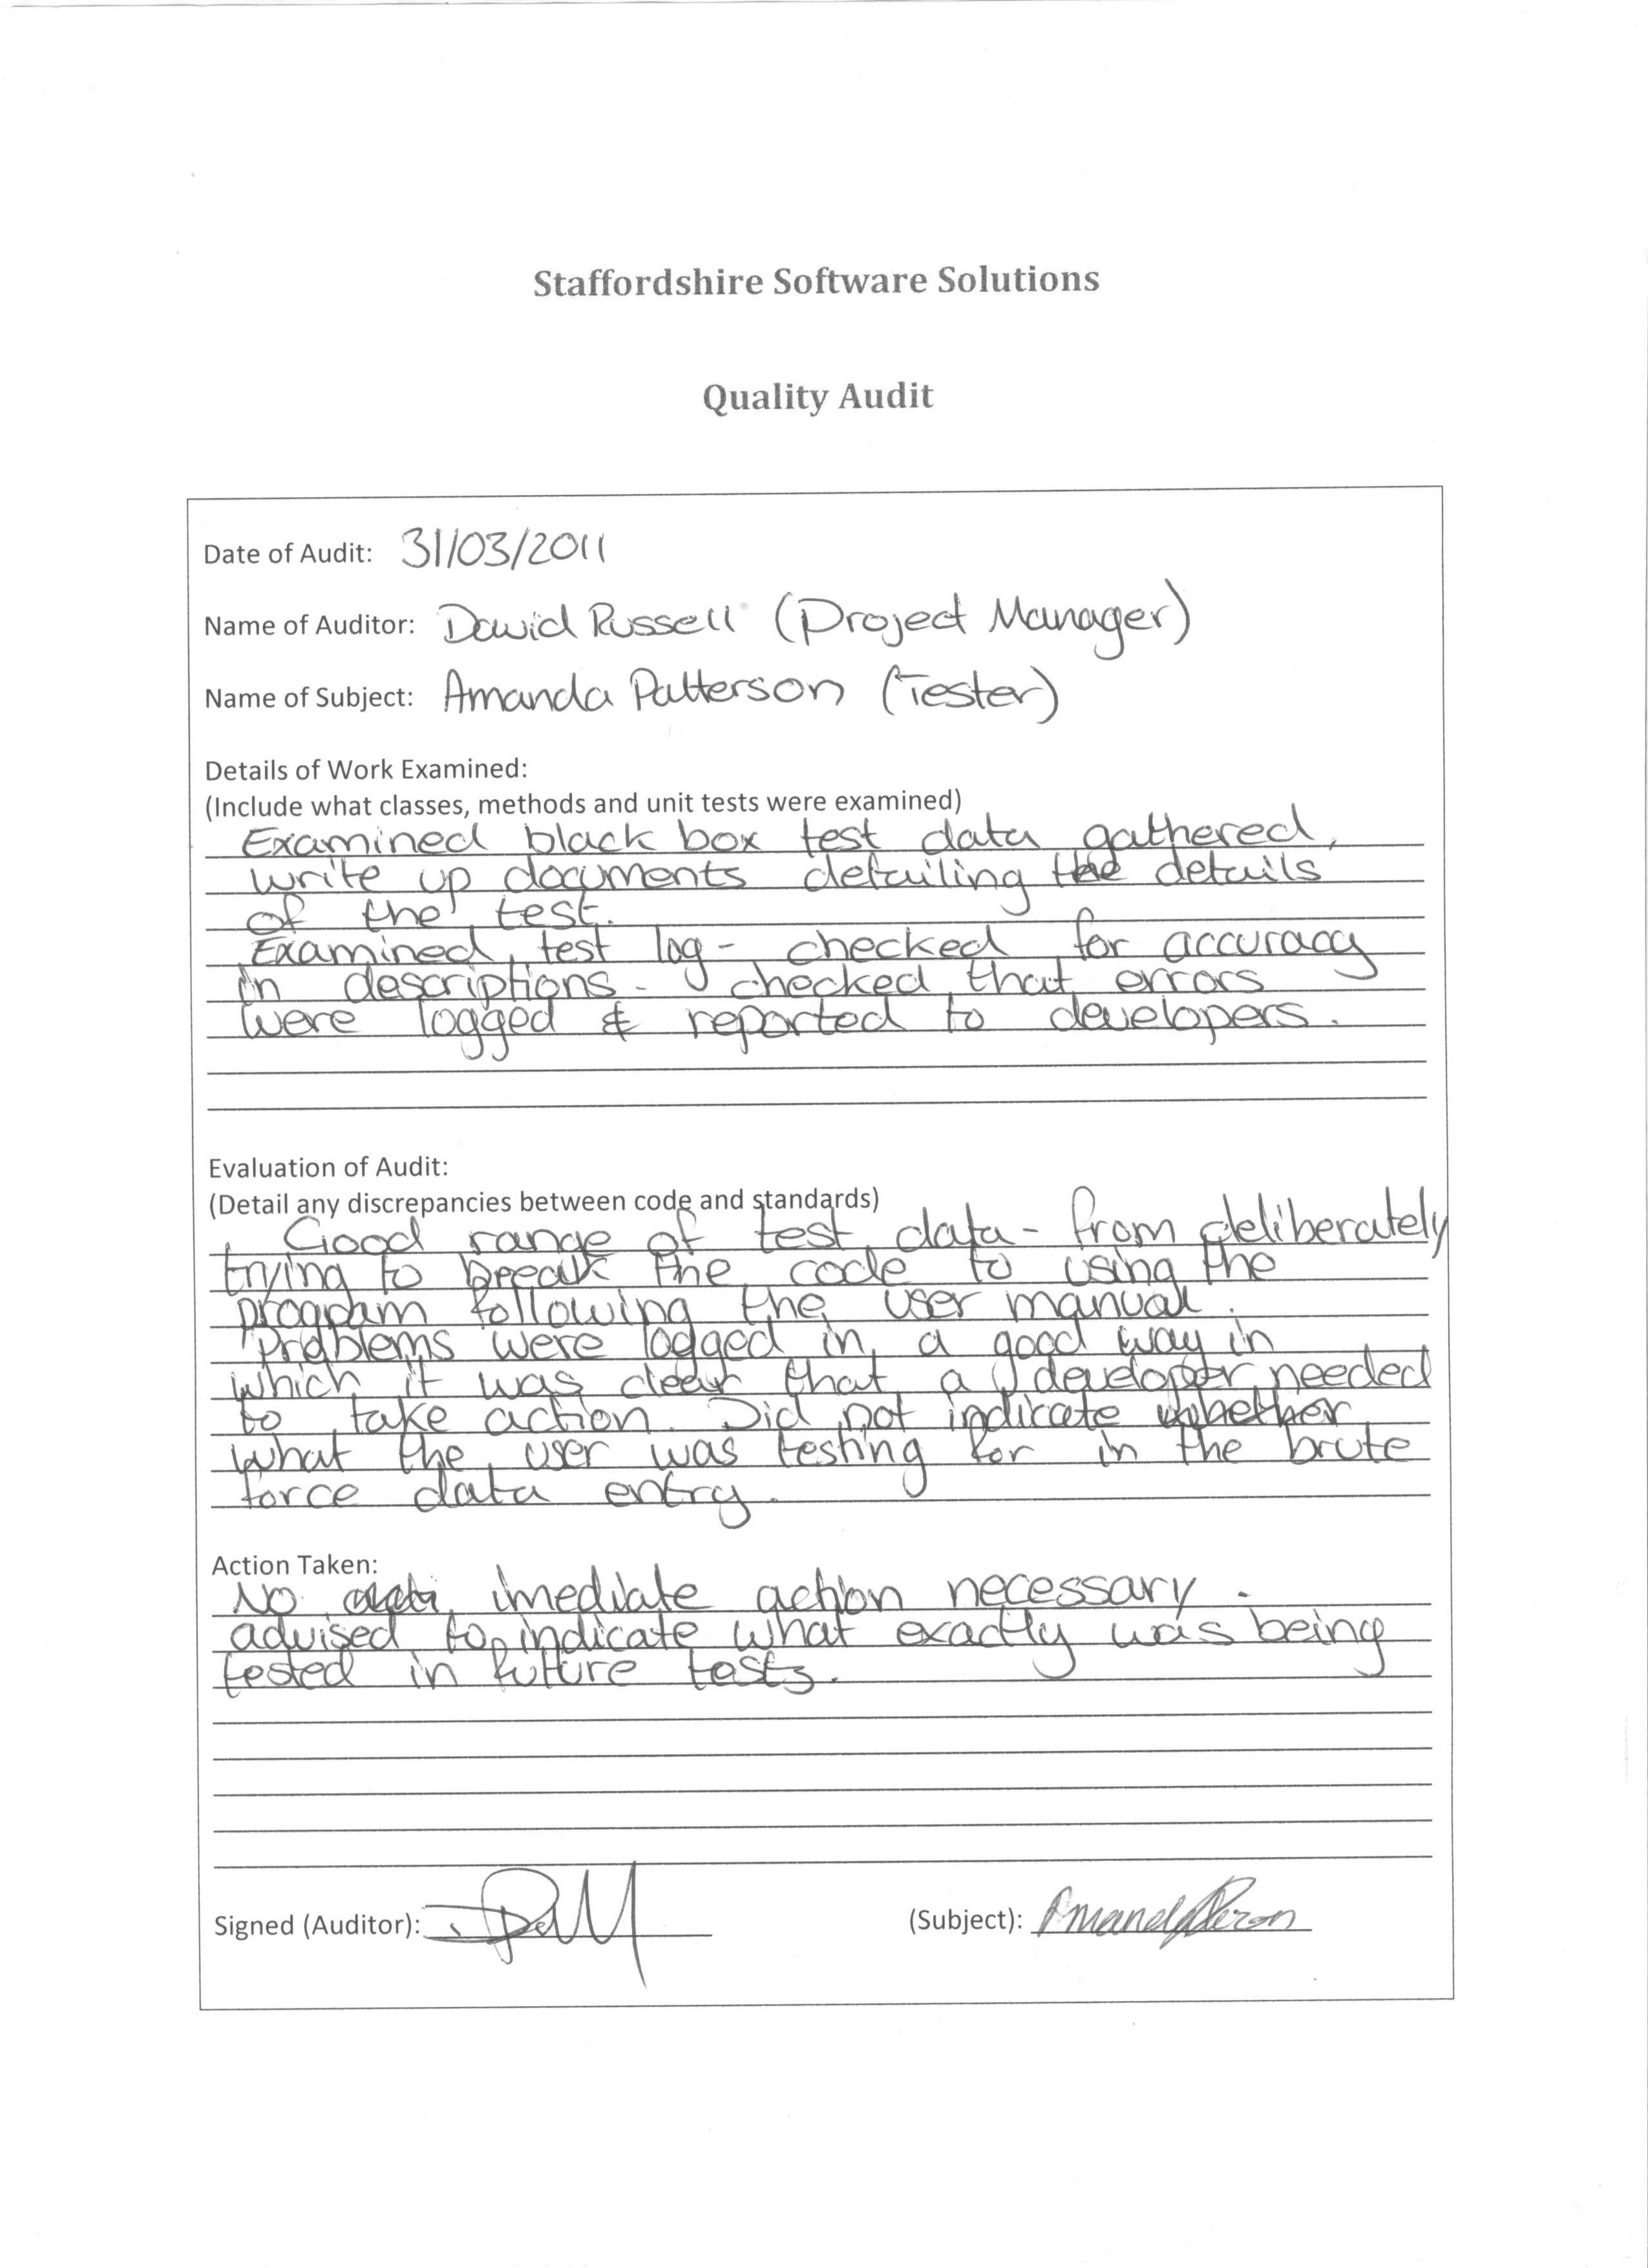 Staffordshire Software Solutions
Quality Audit
Date of Audit: 31/03/2011
Name of Auditor: David Russell (Project Manager)
Name of Subject: Amanda Patterson (Tester)
Details of Work Examined:
(Include what classes, methods and unit tests were examined)
Examined black box test data gathered,
write up documents detailing the details
of the test.
Examined test log - checked for accuracy
in descriptions - checked that errors
were logged & reported to developers.
Evaluation of Audit:
(Detail any discrepancies between code and standards)
Good range of test data - from deliberately
trying to break the code to using the
program following the user manual.
Problems were logged in a good way in
which it was clear that a developer needed
to take action. Did not indicate whether
what the user was testing for in the brute
force data entry.
Action Taken:
No imediate action necessary.
advised to indicate what exactly was being
tested in future tests.
Signed (Auditor):
(Subject):